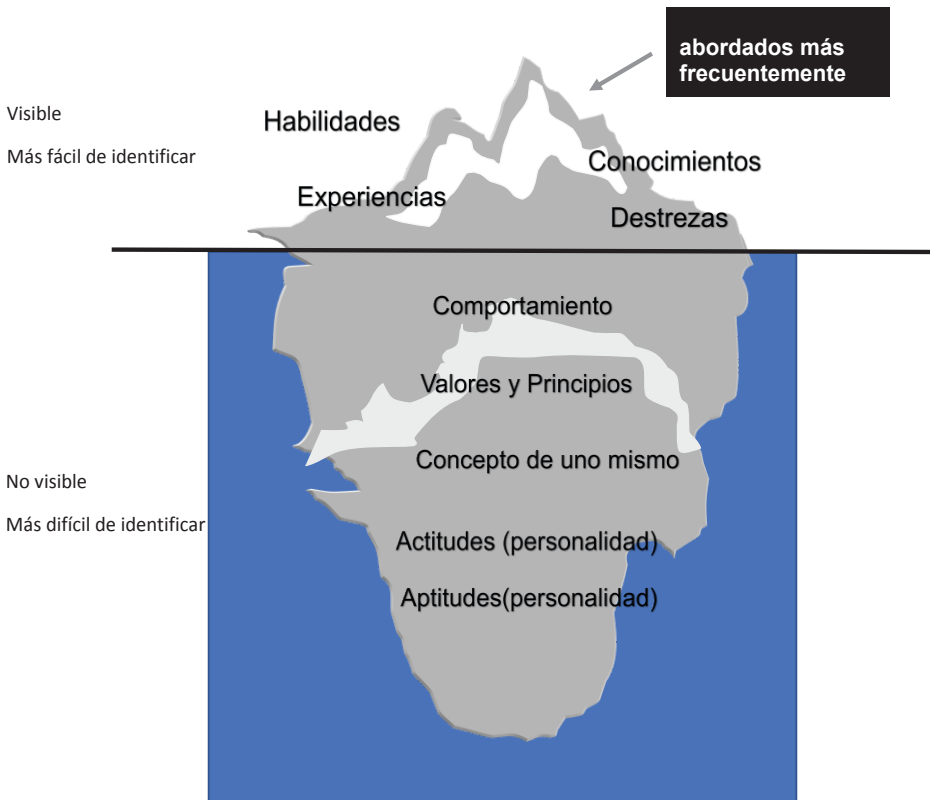 abordados más
frecuentemente
Visible
Habilidades
Más fácil de identificar
Conocimientos
Experiencias
Destrezas
Comportamiento
Valores y Principios
Concepto de uno mismo
No visible
Más difícil de identificar
Actitudes (personalidad)
Aptitudes(personalidad)